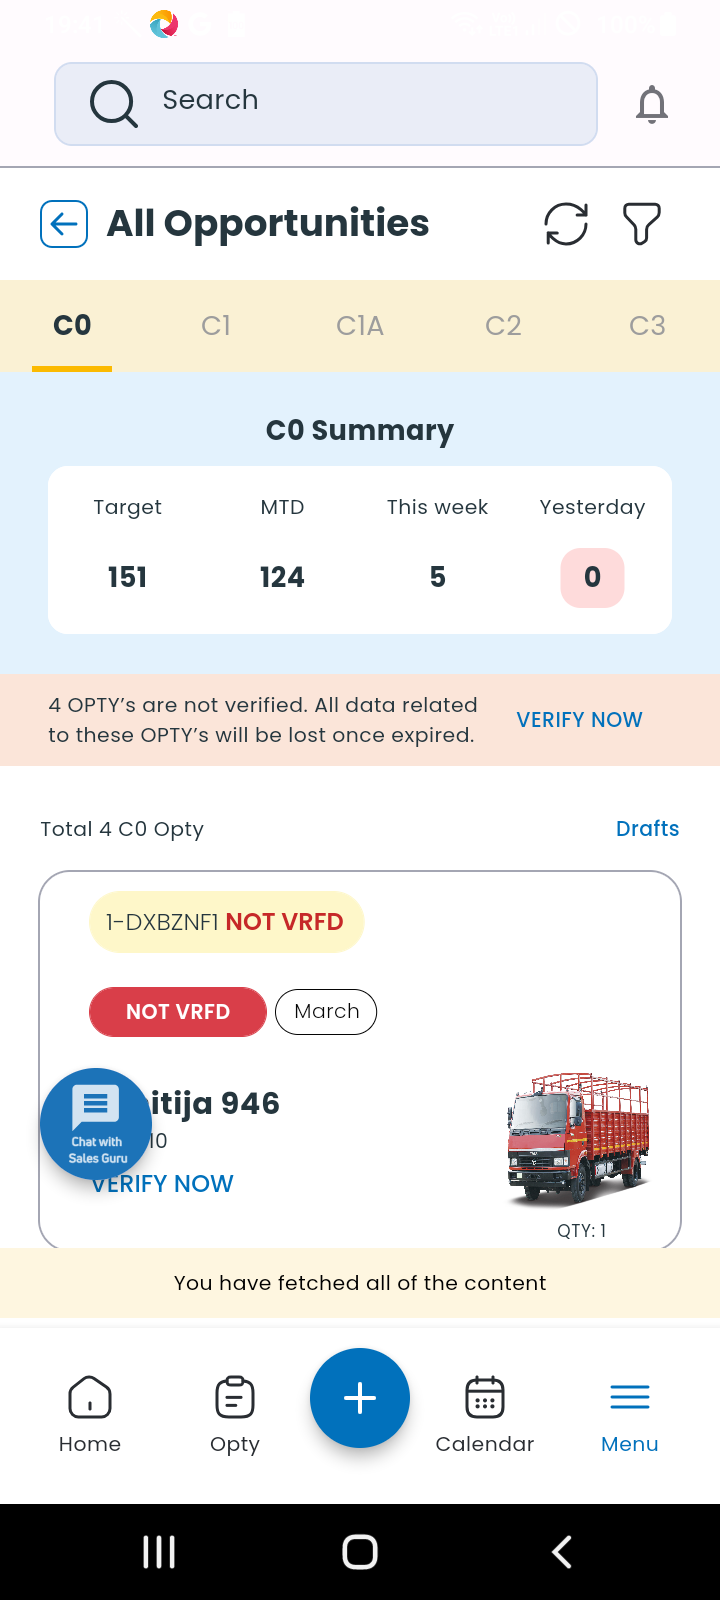 Search
All Opportunities
C0 C1 C1A C2 C3
C0 Summary
Target MTD This week Yesterday
151 124 5 0
4 OPTY’s are not verified. All data related
to these OPTY’s will be lost once expired.
VERIFY NOW
Total 4 C0 Opty Drafts
1-DXBZNF1 NOT VRFD
NOT VRFD March
itija 946
10
Chat with
Sales Guru
VERIFY NOW
QTY: 1
You have fetched all of the content
Home Opty Calendar Menu